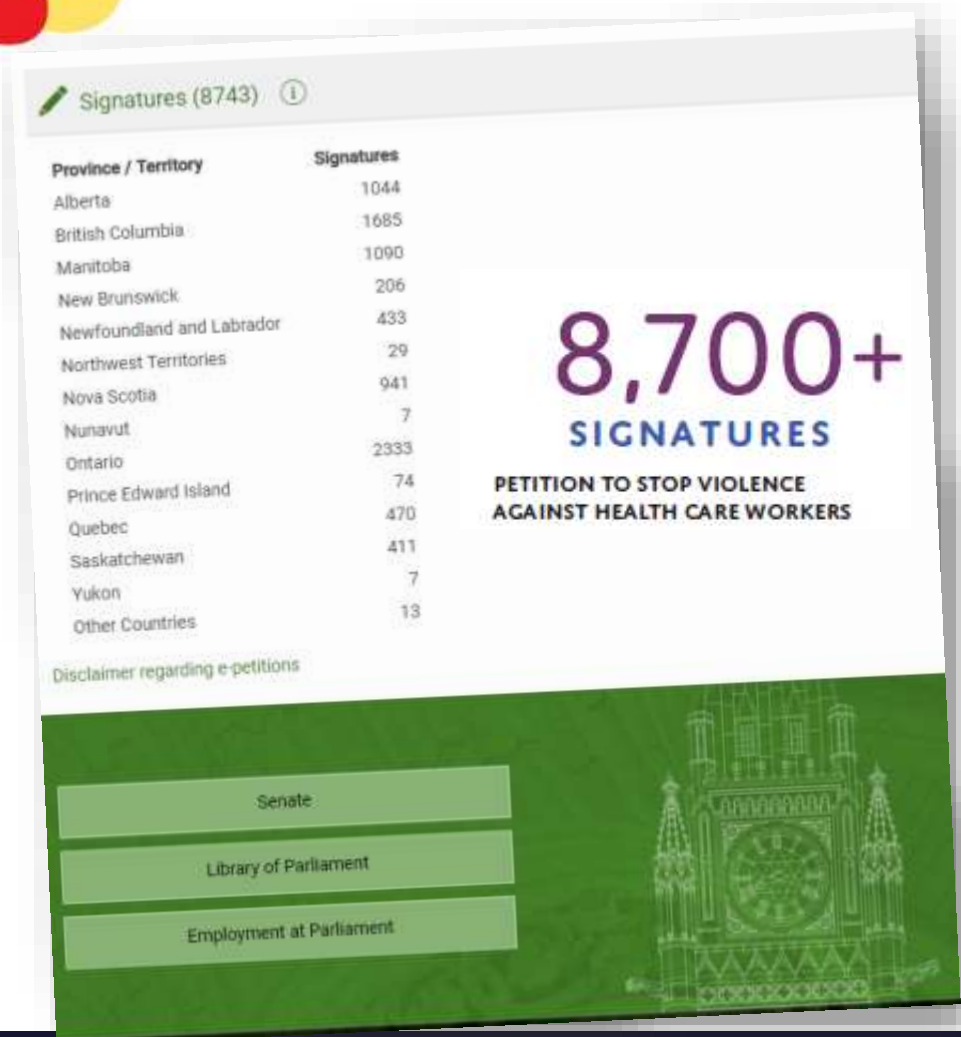 Signatures (8743)
Province / Territory Signatures
Alberta 1044
British Columbia 1685
Manitoba 1090
New Brunswick 206
Newfoundland and Labrador 433
Northwest Territories 29
Nova Scotia 941
Nunavut 7
Ontario 2333
Prince Edward Island 74
Quebec 470
Saskatchewan 411
Yukon 7
Other Countries 13
8,700+
SIGNATURES
PETITION TO STOP VIOLENCE
AGAINST HEALTH CARE WORKERS
Disclaimer regarding e-petitions
Senate
Library of Parliament
Employment at Parliament